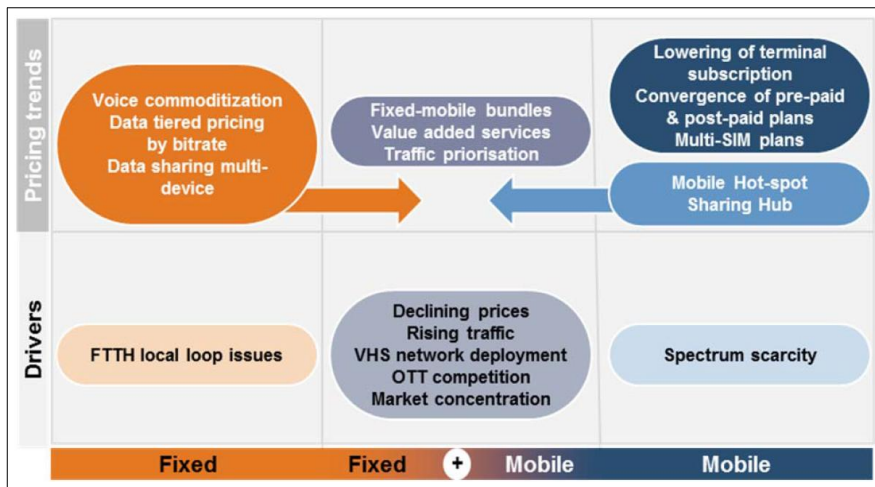 Pricing trends
Voice commoditization
Data tiered pricing
by bitrate
Data sharing multi-
device
Fixed-mobile bundles
Value added services
Traffic priorisation
Lowering of terminal
subscription
Convergence of pre-paid
& post-paid plans
Multi-SIM plans
Mobile Hot-spot
Sharing Hub
Drivers
FTTH local loop issues
Declining prices
Rising traffic
VHS network deployment
OTT competition
Market concentration
Spectrum scarcity
Fixed
Fixed + Mobile
Mobile